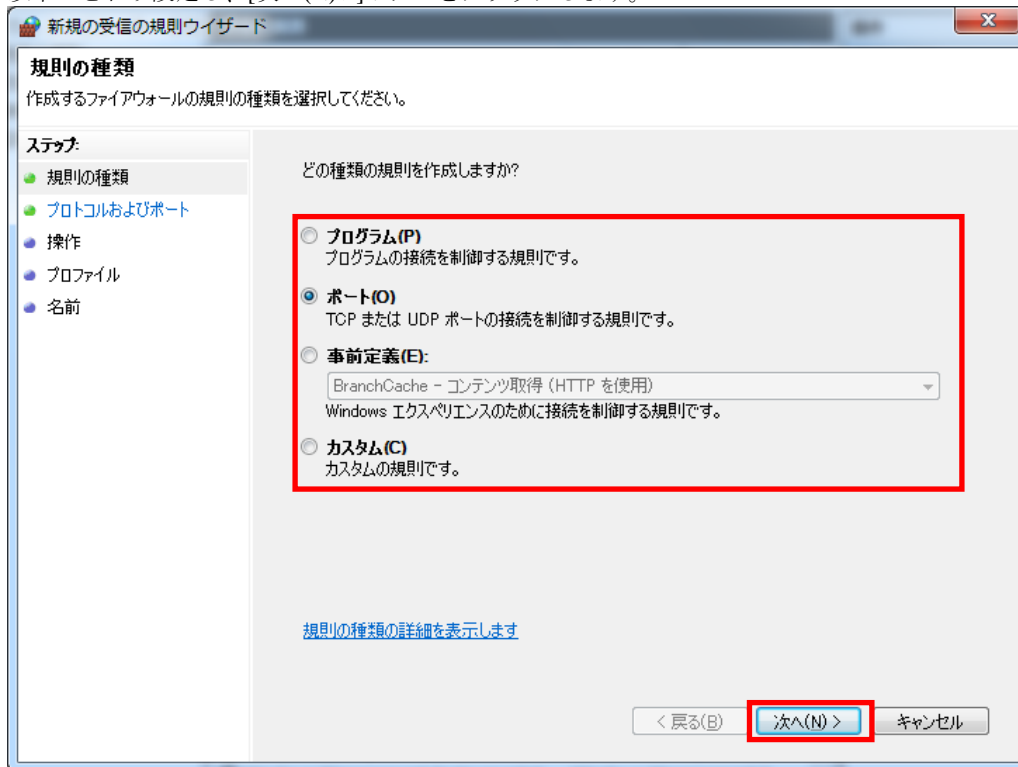 新規の受信の規則ウィザード
規則の種類
作成するファイアウォールの規則の種類を選択してください。
ステップ:
規則の種類
プロトコルおよびポート
操作
プロファイル
名前
どの種類の規則を作成しますか?
プログラム(P)
プログラムの接続を制御する規則です。
ポート(O)
TCP または UDP ポートの接続を制御する規則です。
事前定義(E):
BranchCache - コンテンツ取得 (HTTP を使用)
Windows エクスペリエンスのために接続を制御する規則です。
カスタム(C)
カスタムの規則です。
規則の種類の詳細を表示します
< 戻る(B) 次へ(N) > キャンセル